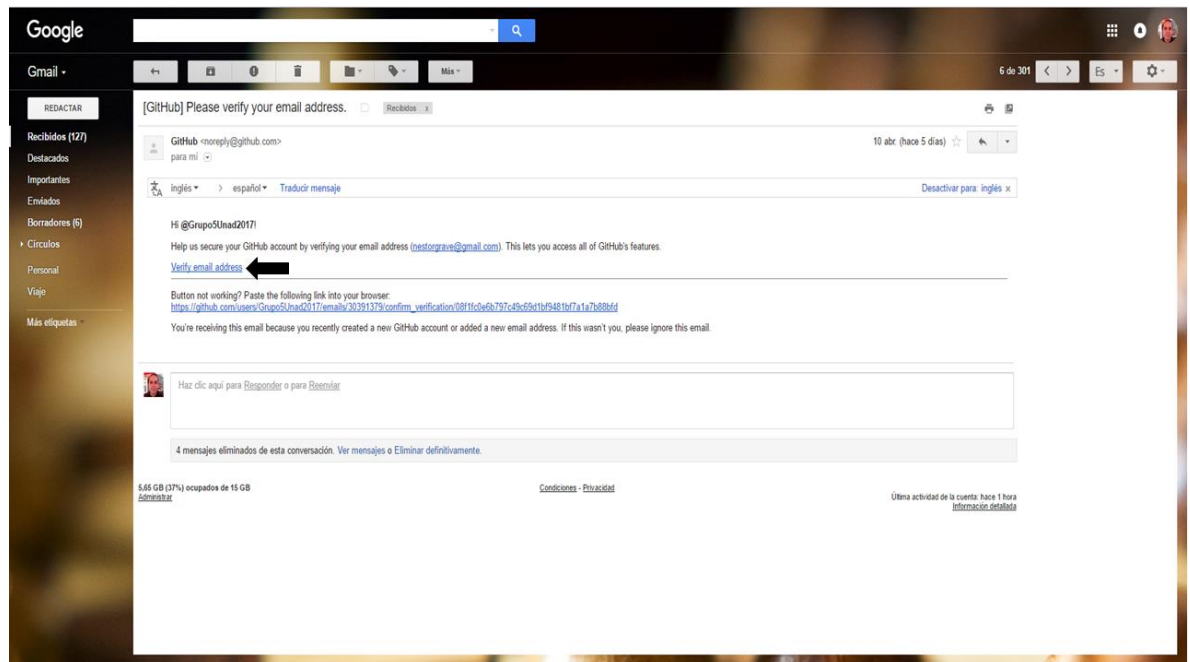 Google
Gmail
Más
6 de 301
Es
REDACTAR
[GitHub] Please verify your email address.
Recibidos x
Recibidos (127)
Destacados
Importantes
Enviados
Borradores (6)
Círculos
Personal
Viaje
Más etiquetas
GitHub <noreply@github.com>
10 abr. (hace 5 días)
para mí
inglés > español Traducir mensaje
Desactivar para: inglés x
Hi @Grupo5Unad2017!
Help us secure your GitHub account by verifying your email address (nestorgrave@gmail.com). This lets you access all of GitHub's features.
Verify email address
Button not working? Paste the following link into your browser:
https://github.com/users/Grupo5Unad2017/emails/30391379/confirm_verification/08f1fc0e6b797c49c69d1bf9481bf7a1a7b88bfd
You're receiving this email because you recently created a new GitHub account or added a new email address. If this wasn't you, please ignore this email.
Haz clic aquí para Responder o para Reenviar
4 mensajes eliminados de esta conversación. Ver mensajes o Eliminar definitivamente.
5,65 GB (37%) ocupados de 15 GB
Administrar
Condiciones - Privacidad
Última actividad de la cuenta: hace 1 hora
Información detallada